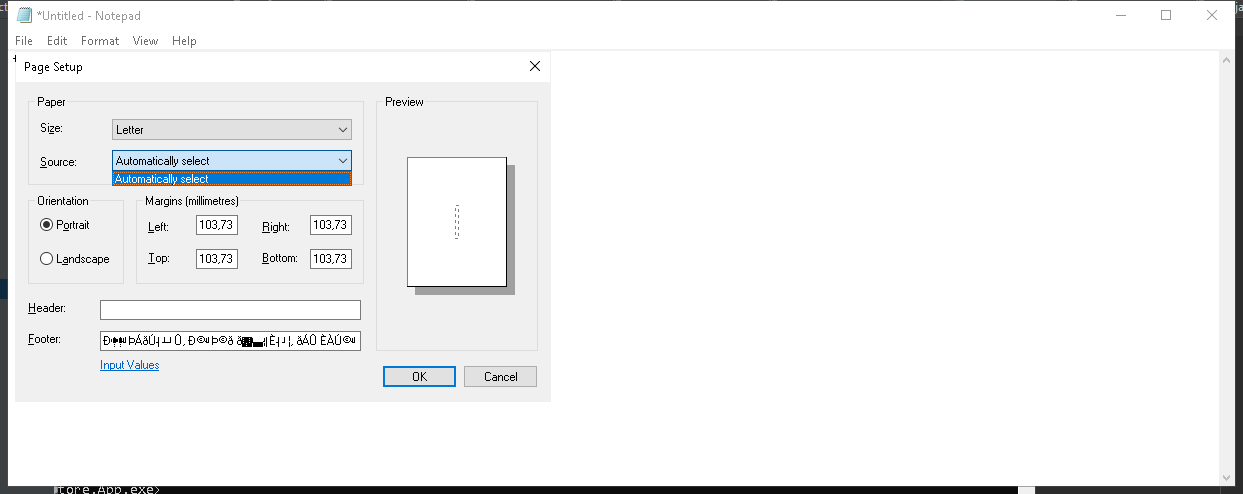 *Untitled - Notepad
File Edit Format View Help
Page Setup
Paper
Size:
Letter
Source:
Automatically select
Automatically select
Preview
Orientation
Portrait
Landscape
Margins (millimetres)
Left: 103,73 Right: 103,73
Top: 103,73 Bottom: 103,73
Header:
Footer:
Input Values
OK Cancel
tore.App.exe>